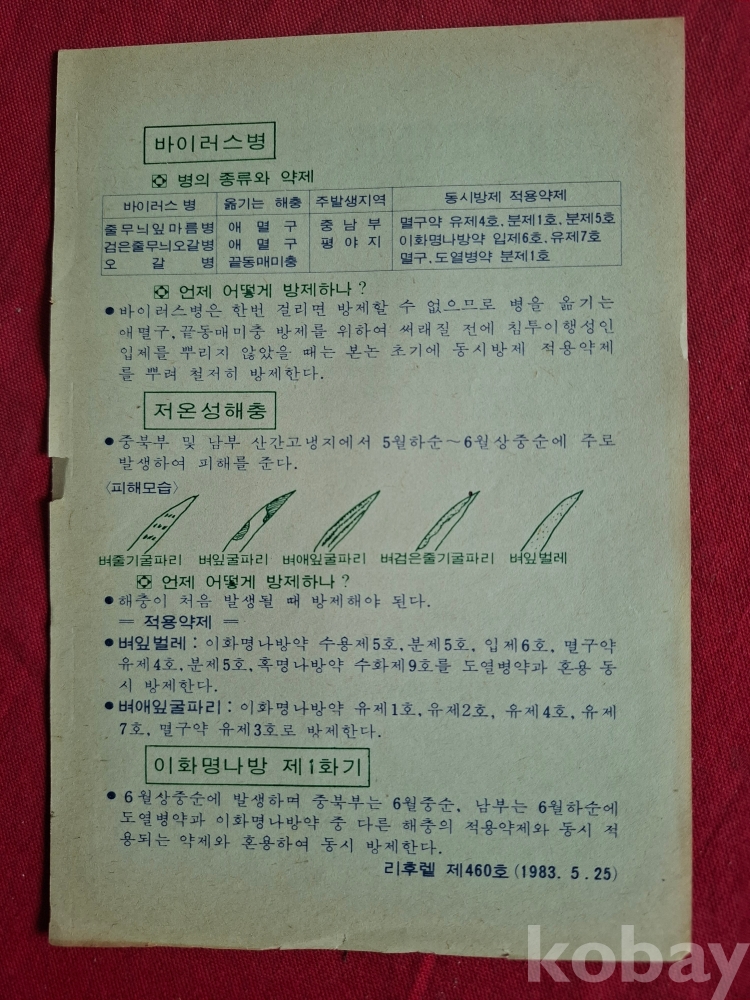 바이러스병
병의 종류와 약제
바이러스 병 옮기는 해충 주발생지역 동시방제 적용약제
줄무늬잎마름병 애멸구 중남부 멸구약 유제4호, 분제1호, 분제5호
검은줄무늬오갈병 애멸구 평야지 이화명나방약 입제6호, 유제7호
오갈병 끝동매미충 멸구, 도열병약 분제1호
언제 어떻게 방제하나?
● 바이러스병은 한번 걸리면 방제할 수 없으므로 병을 옮기는
애멸구, 끝동매미충 방제를 위하여 써래질 전에 침투이행성인
입제를 뿌리지 않았을 때는 본논 초기에 동시방제 적용약제
를 뿌려 철저히 방제한다.
저온성해충
● 중북부 및 남부 산간고냉지에서 5월하순~6월상중순에 주로
발생하여 피해를 준다.
〈피해모습〉
벼줄기굴파리 벼잎굴파리 벼애잎굴파리 벼검은줄기굴파리 벼잎벌레
언제 어떻게 방제하나?
● 해충이 처음 발생될 때 방제해야 된다.
= 적용약제 =
● 벼잎벌레 : 이화명나방약 수용제5호, 분제5호, 입제6호, 멸구약
유제4호, 분제5호, 혹명나방약 수화제9호를 도열병약과 혼용 동
시 방제한다.
● 벼애잎굴파리 : 이화명나방약 유제1호, 유제2호, 유제4호, 유제
7호, 멸구약 유제3호로 방제한다.
이화명나방 제1화기
● 6월상중순에 발생하며 중북부는 6월중순, 남부는 6월하순에
도열병약과 이화명나방약 중 다른 해충의 적용약제와 동시 적
용되는 약제와 혼용하여 동시 방제한다.
리후렡 제460호 (1983. 5. 25)
kobay